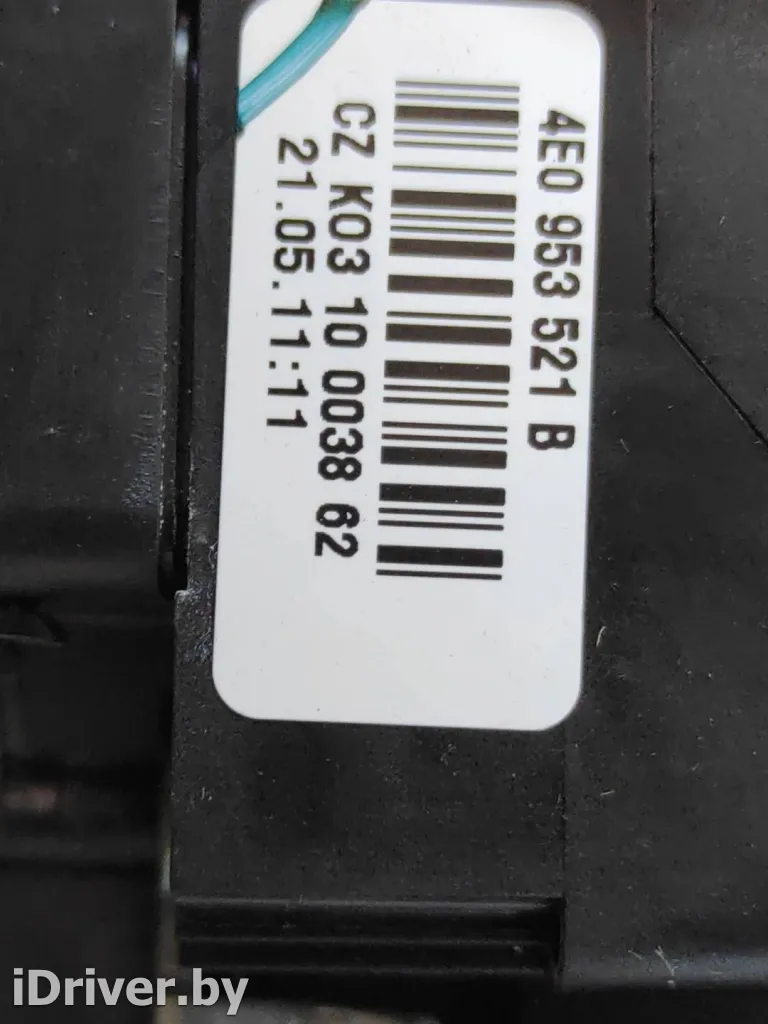 4E0 953 521 B
CZ K03 10 0038 62
21.05.11:11
iDriver.by